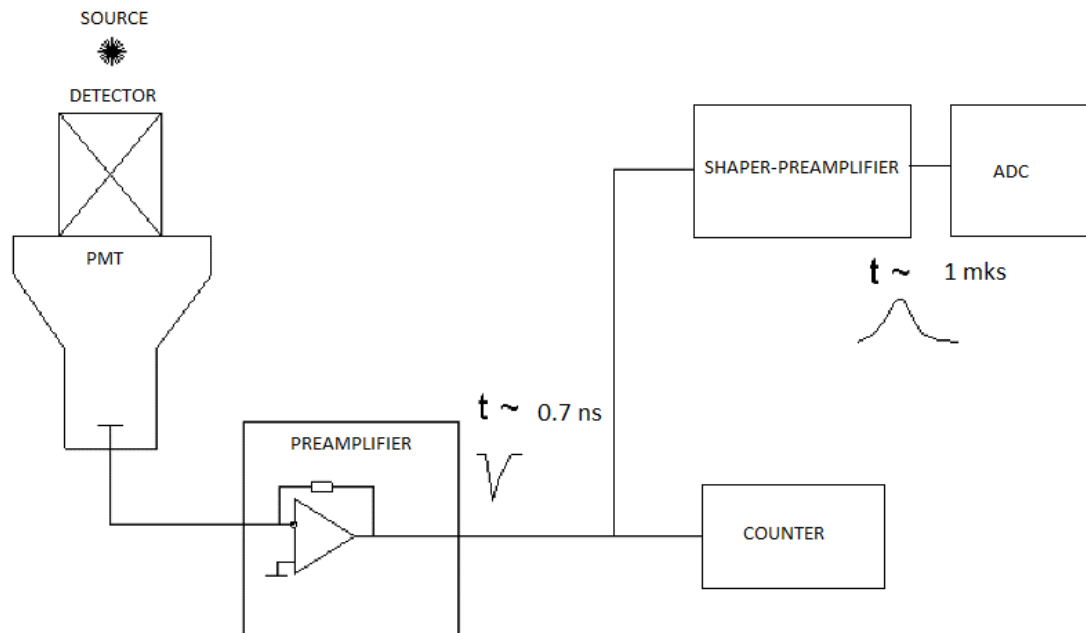 SOURCE
DETECTOR
PMT
PREAMPLIFIER
t ~ 0.7 ns
SHAPER-PREAMPLIFIER
ADC
t ~ 1 mks
COUNTER